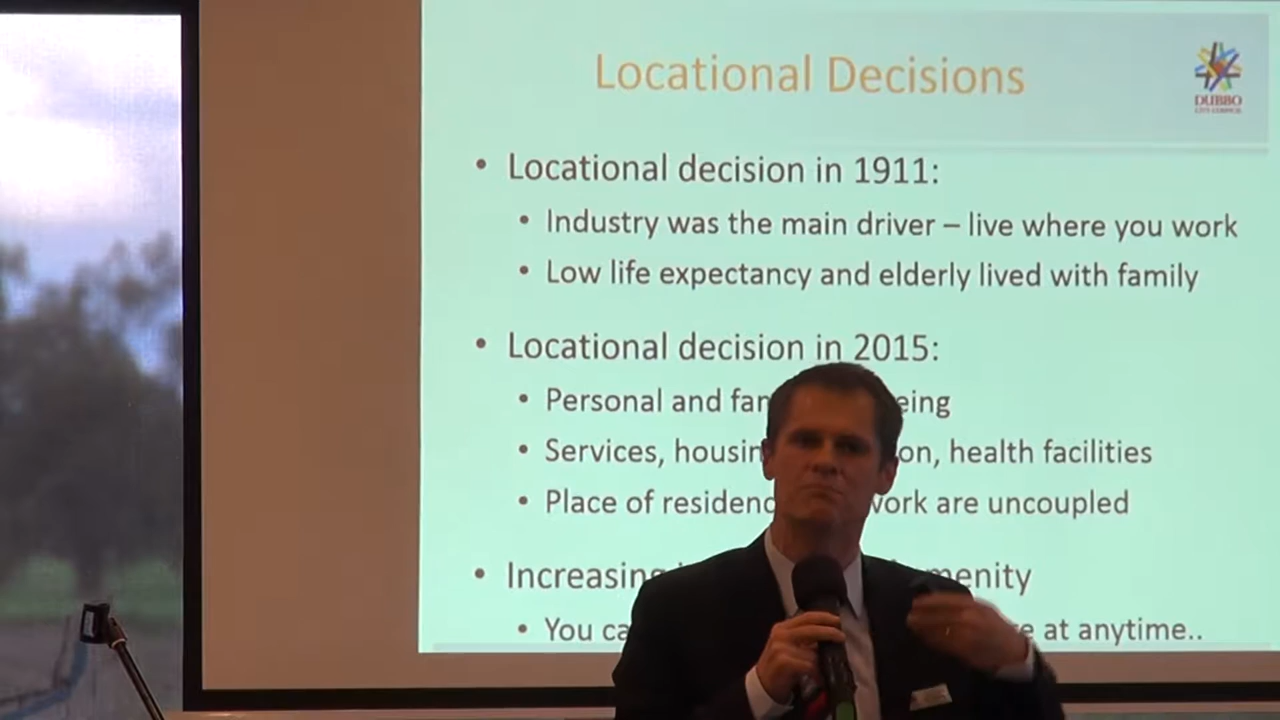 Locational Decisions
DUBBO
CITY COUNCIL
• Locational decision in 1911:
• Industry was the main driver – live where you work
• Low life expectancy and elderly lived with family
• Locational decision in 2015:
• Personal and fam eing
• Services, housin on, health facilities
• Place of residenc work are uncoupled
• Increasing menity
• You ca e at anytime..